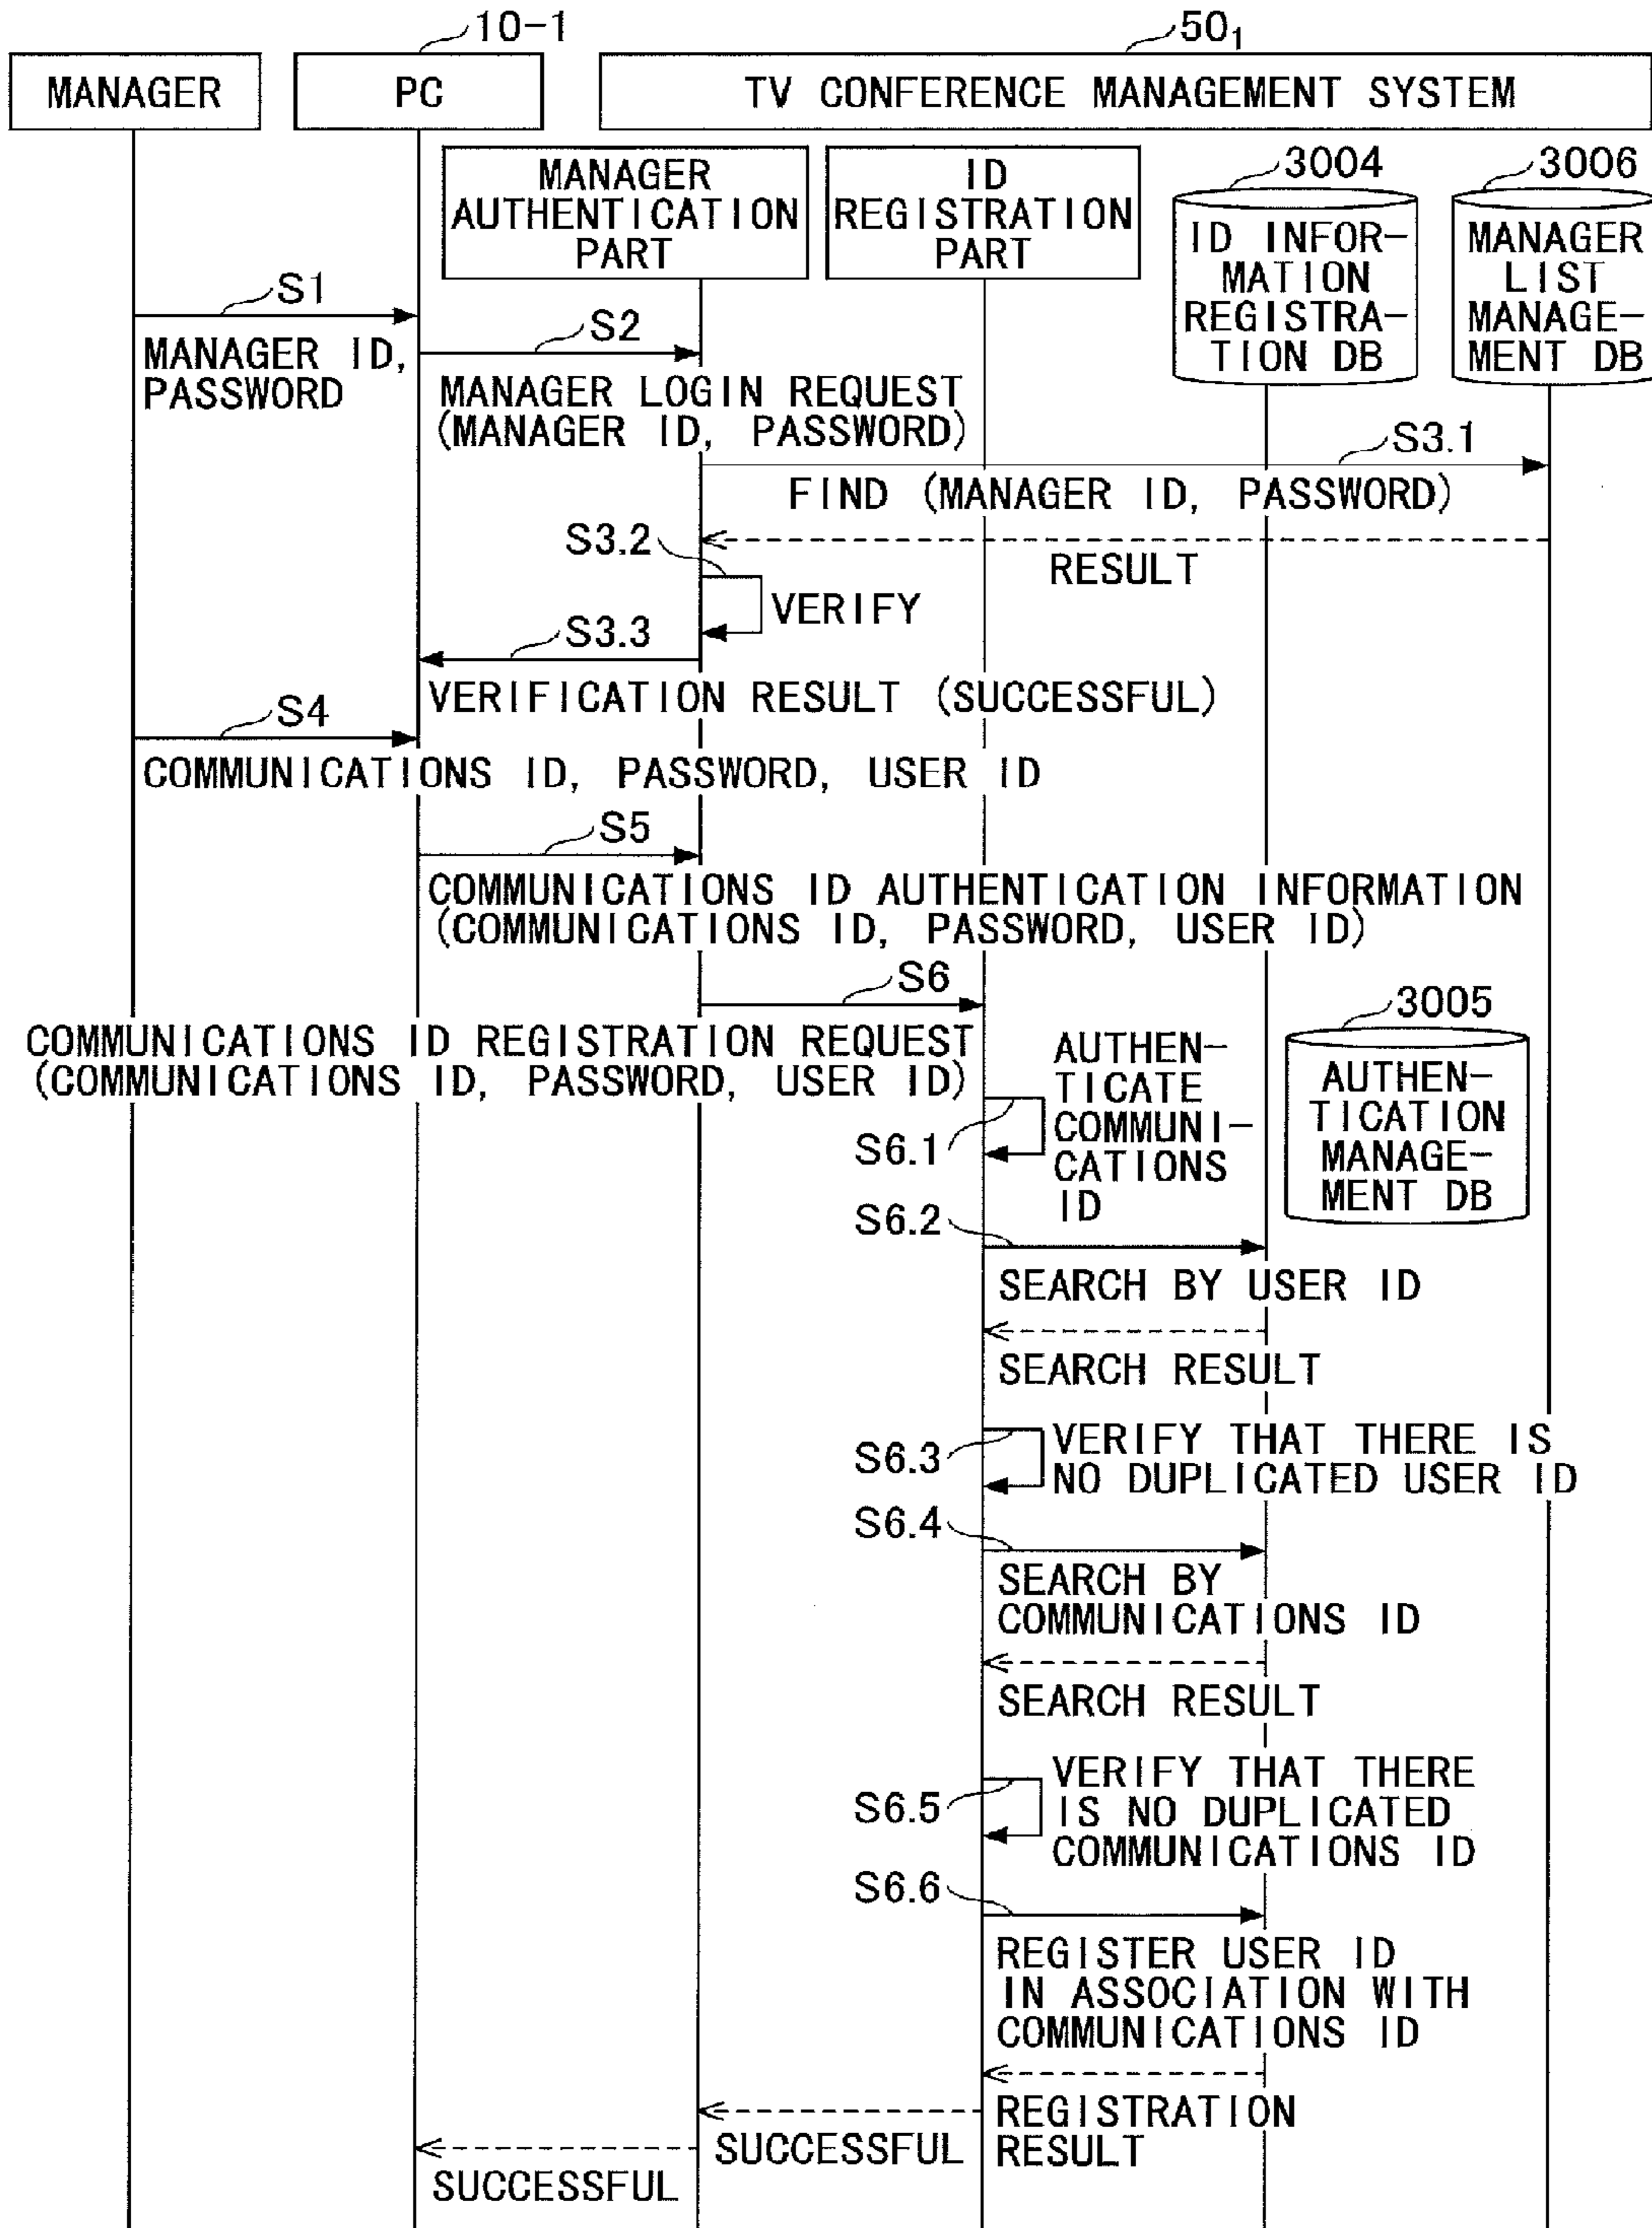 10-1
50₁
MANAGER
PC
TV CONFERENCE MANAGEMENT SYSTEM
MANAGER
AUTHENTICATION
PART
ID
REGISTRATION
PART
3004
ID INFOR-
MATION
REGISTRA-
TION DB
3006
MANAGER
LIST
MANAGE-
MENT DB
S1
MANAGER ID,
PASSWORD
S2
MANAGER LOGIN REQUEST
(MANAGER ID, PASSWORD)
S3.1
FIND (MANAGER ID, PASSWORD)
S3.2
RESULT
VERIFY
S3.3
VERIFICATION RESULT (SUCCESSFUL)
S4
COMMUNICATIONS ID, PASSWORD, USER ID
S5
COMMUNICATIONS ID AUTHENTICATION INFORMATION
(COMMUNICATIONS ID, PASSWORD, USER ID)
S6
COMMUNICATIONS ID REGISTRATION REQUEST
(COMMUNICATIONS ID, PASSWORD, USER ID)
3005
AUTHEN-
TICATION
MANAGE-
MENT DB
S6.1
AUTHEN-
TICATE
COMMUNI-
CATIONS
ID
S6.2
SEARCH BY USER ID
SEARCH RESULT
S6.3
VERIFY THAT THERE IS
NO DUPLICATED USER ID
S6.4
SEARCH BY
COMMUNICATIONS ID
SEARCH RESULT
S6.5
VERIFY THAT THERE
IS NO DUPLICATED
COMMUNICATIONS ID
S6.6
REGISTER USER ID
IN ASSOCIATION WITH
COMMUNICATIONS ID
REGISTRATION
RESULT
SUCCESSFUL
SUCCESSFUL